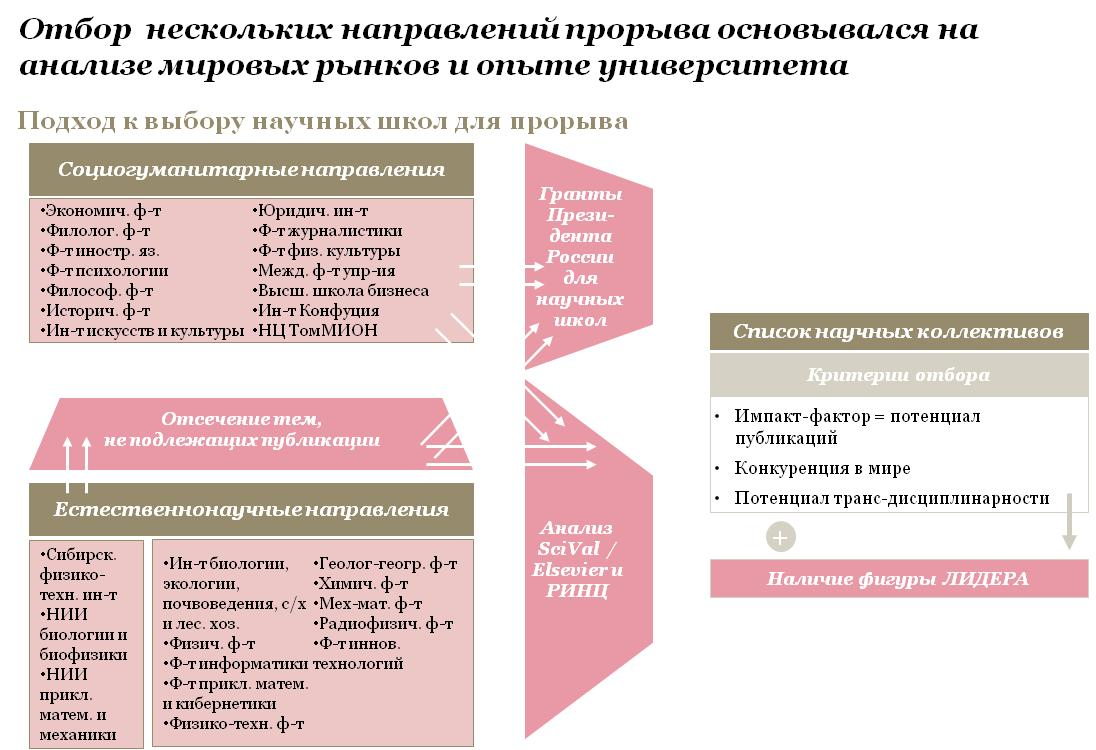 Отбор нескольких направлений прорыва основывался на
анализе мировых рынков и опыте университета
Подход к выбору научных школ для прорыва
Социогуманитарные направления
•Экономич. ф-т
•Филолог. ф-т
•Ф-т иностр. яз.
•Ф-т психологии
•Философ. ф-т
•Историч. ф-т
•Ин-т искусств и культуры
•Юридич. ин-т
•Ф-т журналистики
•Ф-т физ. культуры
•Межд. ф-т упр-ия
•Высш. школа бизнеса
•Ин-т Конфуция
•НЦ ТомМИОН
Отсечение тем,
не подлежащих публикации
Естественнонаучные направления
•Сибирск.
физико-
техн. ин-т
•НИИ
биологии и
биофизики
•НИИ
прикл.
матем. и
механики
•Ин-т биологии,
экологии,
почвоведения, с/х
и лес. хоз.
•Физич. ф-т
•Ф-т информатики
•Ф-т прикл. матем.
и кибернетики
•Физико-техн. ф-т
•Геолог-геогр. ф-т
•Химич. ф-т
•Мех-мат. ф-т
•Радиофизич. ф-т
•Ф-т иннов.
технологий
Гранты
Прези-
дента
России
для
научных
школ
Анализ
SciVal /
Elsevier и
РИНЦ
Список научных коллективов
Критерии отбора
• Импакт-фактор = потенциал
публикаций
• Конкуренция в мире
• Потенциал транс-дисциплинарности
+
Наличие фигуры ЛИДЕРА